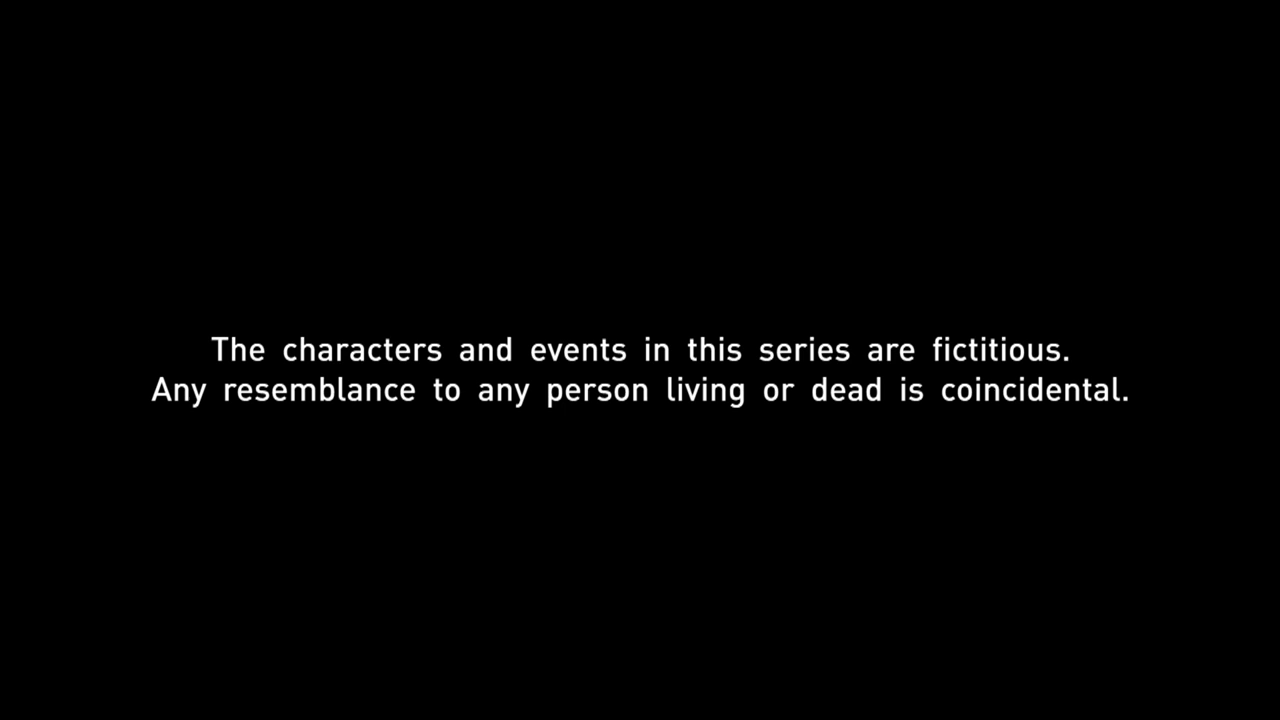 The characters and events in this series are fictitious.
Any resemblance to any person living or dead is coincidental.